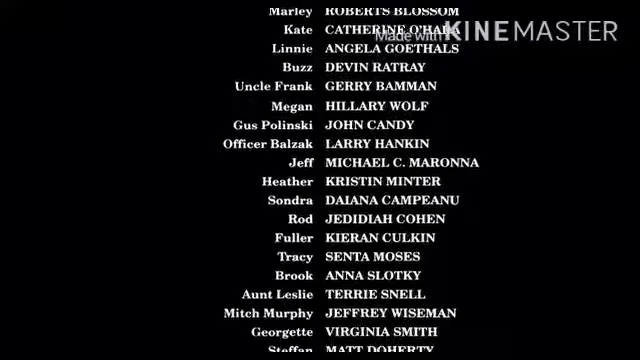 Marley ROBERTS BLOSSOM
Kate CATHERINE O'HARA
Made with KINEMASTER
Linnie ANGELA GOETHALS
Buzz DEVIN RATRAY
Uncle Frank GERRY BAMMAN
Megan HILLARY WOLF
Gus Polinski JOHN CANDY
Officer Balzak LARRY HANKIN
Jeff MICHAEL C. MARONNA
Heather KRISTIN MINTER
Sondra DAIANA CAMPEANU
Rod JEDIDIAH COHEN
Fuller KIERAN CULKIN
Tracy SENTA MOSES
Brook ANNA SLOTKY
Aunt Leslie TERRIE SNELL
Mitch Murphy JEFFREY WISEMAN
Georgette VIRGINIA SMITH
Steffan MATT DOHERTY